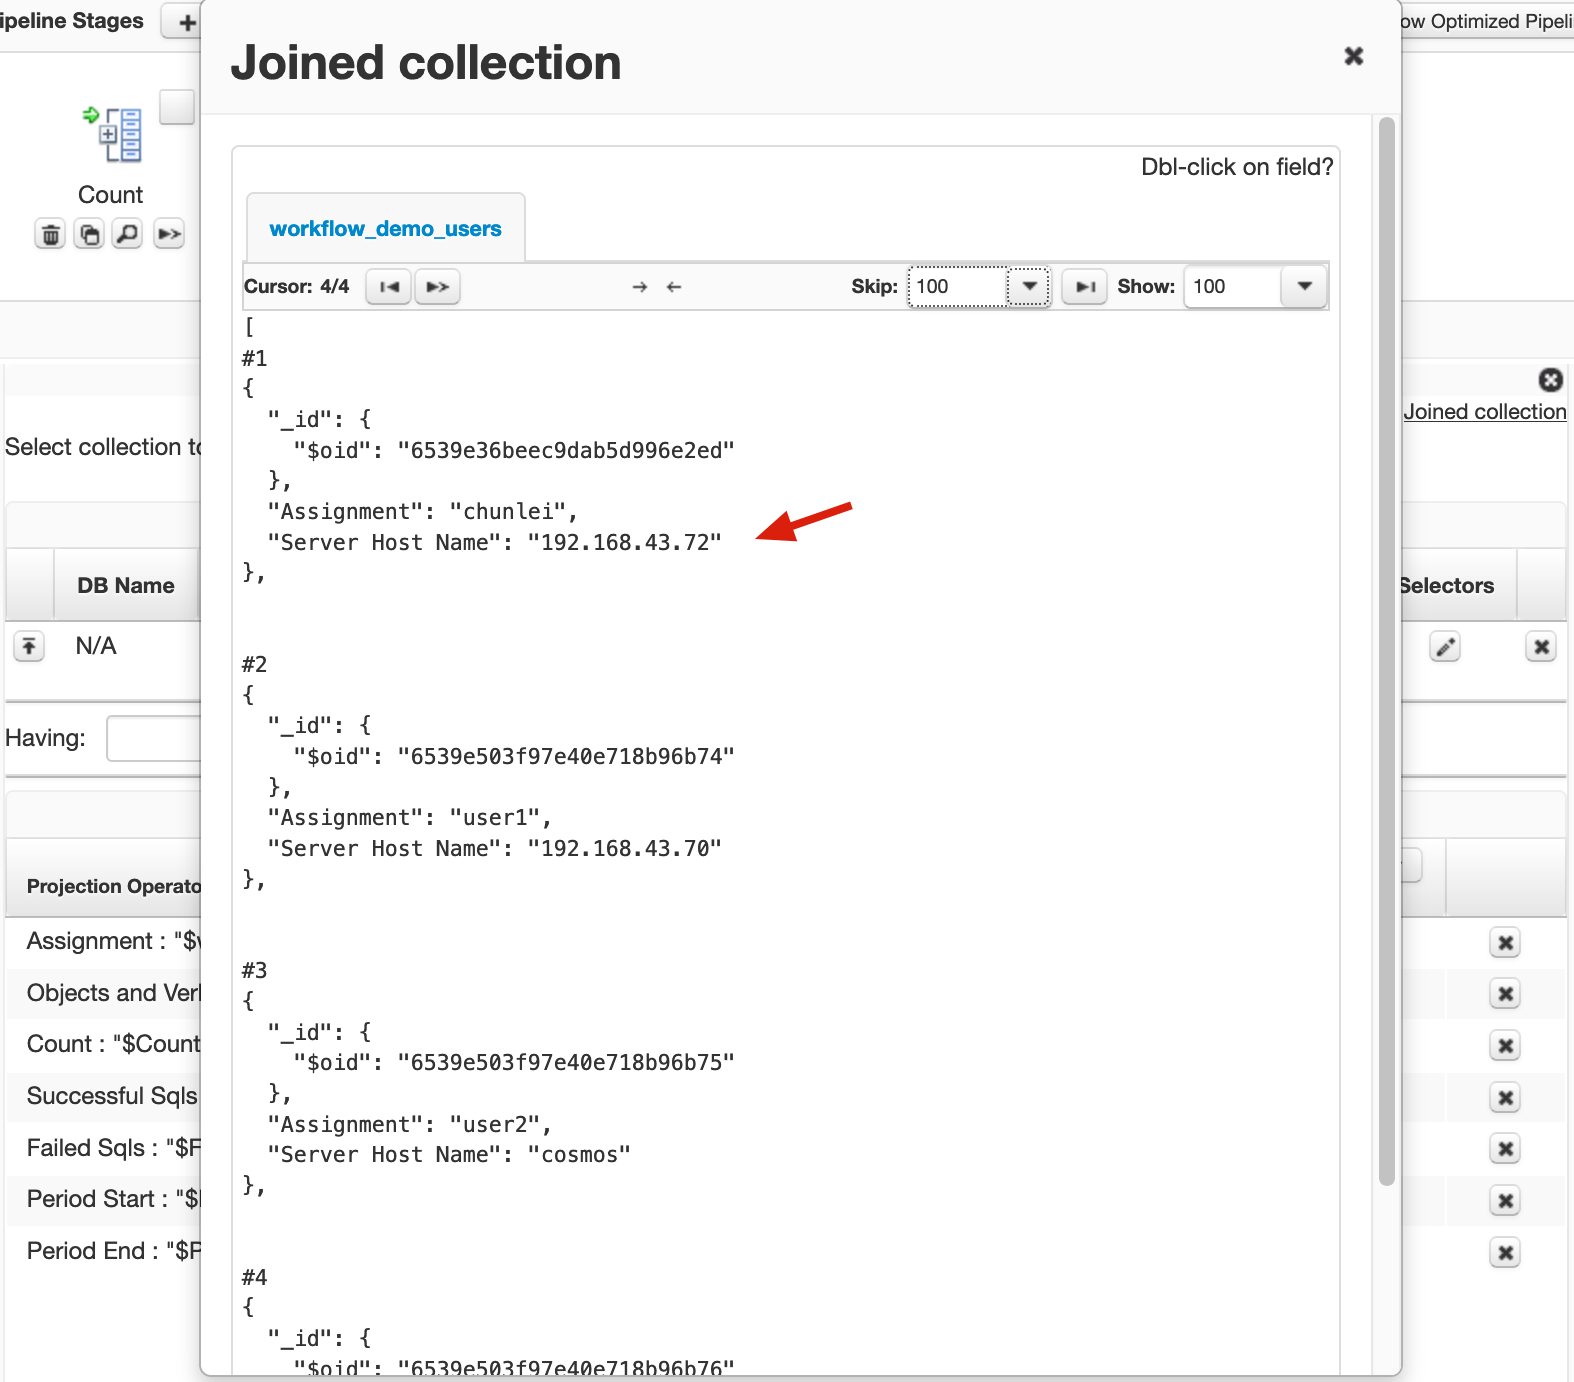 ipeline Stages
ow Optimized Pipeli
Joined collection
Count
Dbl-click on field?
workflow_demo_users
Cursor: 4/4
Skip: 100
Show: 100
[
#1
{
"_id": {
"$oid": "6539e36beec9dab5d996e2ed"
},
"Assignment": "chunlei",
"Server Host Name": "192.168.43.72"
},
#2
{
"_id": {
"$oid": "6539e503f97e40e718b96b74"
},
"Assignment": "user1",
"Server Host Name": "192.168.43.70"
},
#3
{
"_id": {
"$oid": "6539e503f97e40e718b96b75"
},
"Assignment": "user2",
"Server Host Name": "cosmos"
},
#4
{
"_id": {
"$oid": "6539e503f97e40e718b96b76"
Joined collection
Select collection to
DB Name
Selectors
N/A
Having:
Projection Operato
Assignment : "$w
Objects and Verl
Count : "$Count
Successful Sqls
Failed Sqls : "$F
Period Start : "$
Period End : "$P